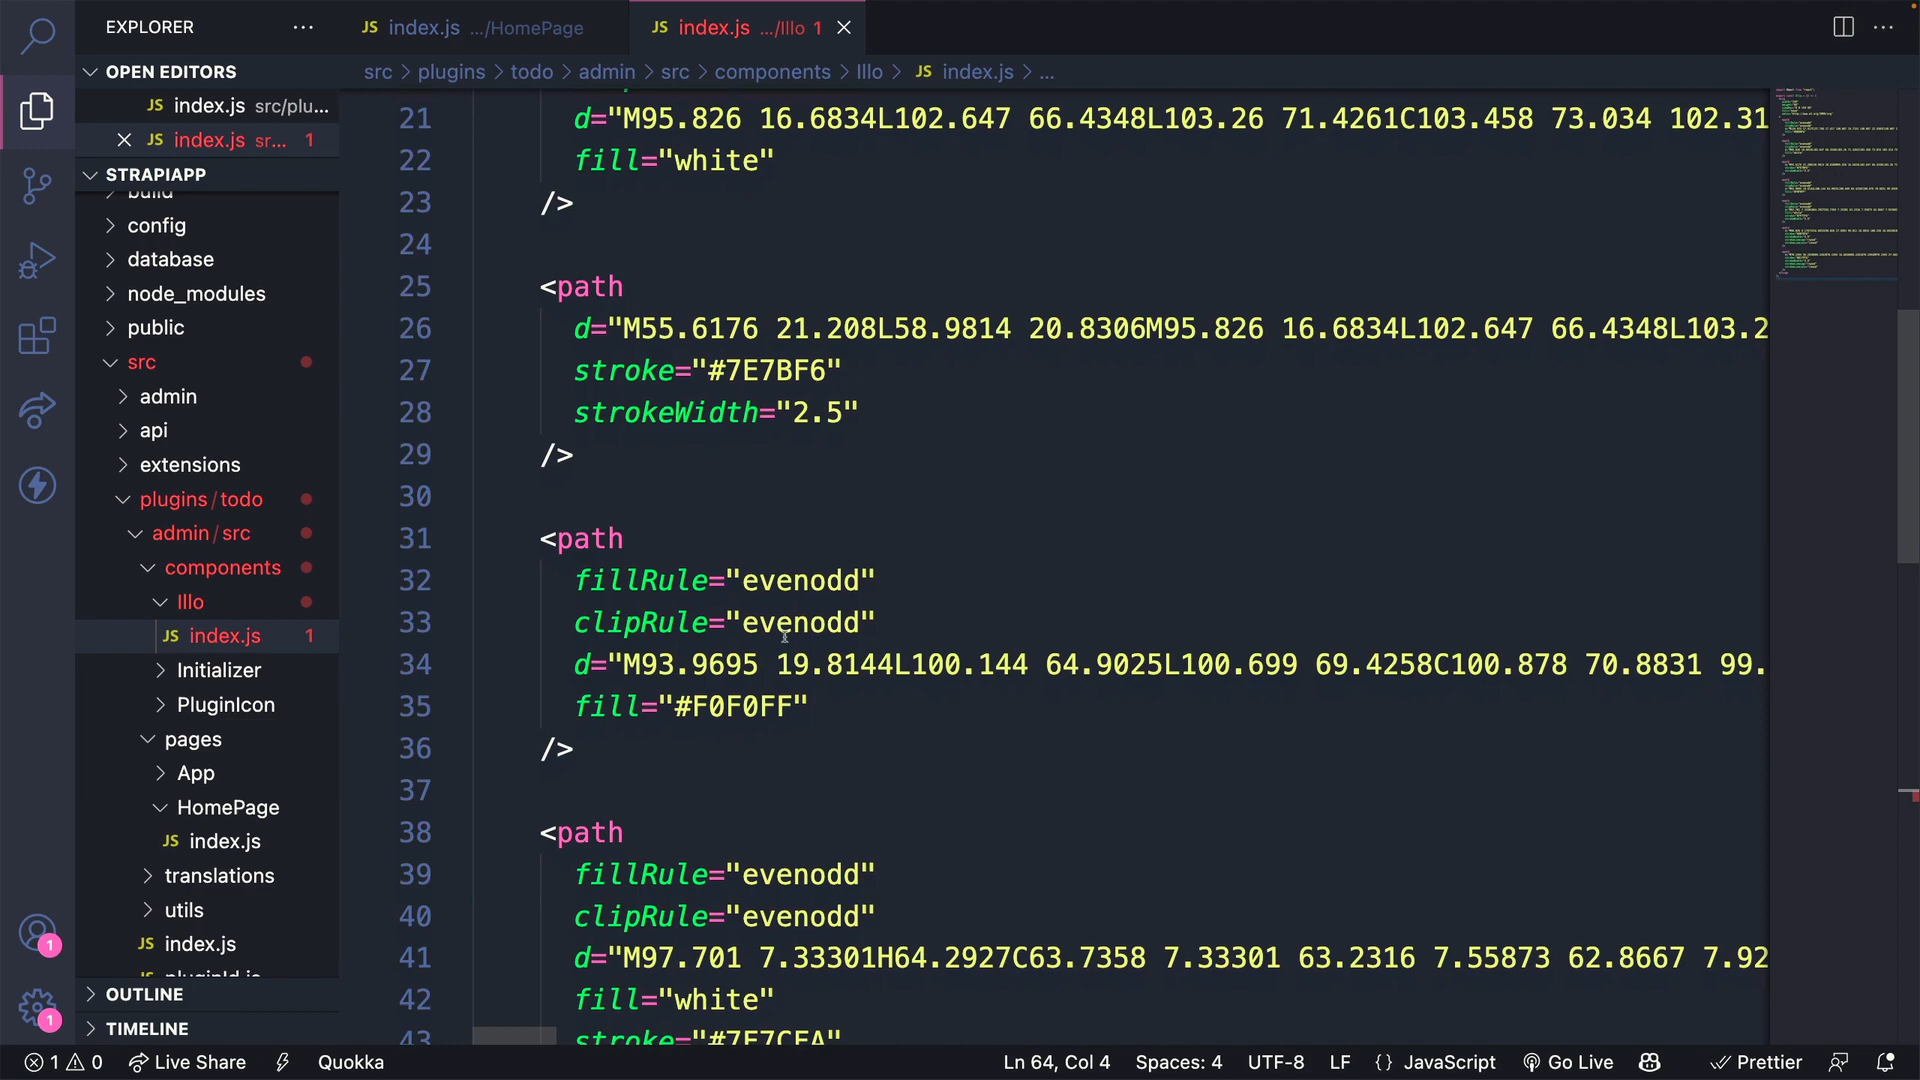 EXPLORER
JS index.js .../HomePage
JS index.js .../Illo 1
OPEN EDITORS
src > plugins > todo > admin > src > components > Illo > JS index.js > ...
JS index.js src/plu...
JS index.js sr... 1
STRAPIAPP
build
config
database
node_modules
public
src
admin
api
extensions
plugins/todo
admin/src
components
Illo
JS index.js 1
Initializer
PluginIcon
pages
App
HomePage
JS index.js
translations
utils
JS index.js
JS pluginId.js
OUTLINE
TIMELINE
21 d="M95.826 16.6834L102.647 66.4348L103.26 71.4261C103.458 73.034 102.31
22 fill="white"
23 />
24
25 <path
26 d="M55.6176 21.208L58.9814 20.8306M95.826 16.6834L102.647 66.4348L103.2
27 stroke="#7E7BF6"
28 strokeWidth="2.5"
29 />
30
31 <path
32 fillRule="evenodd"
33 clipRule="evenodd"
34 d="M93.9695 19.8144L100.144 64.9025L100.699 69.4258C100.878 70.8831 99.
35 fill="#F0F0FF"
36 />
37
38 <path
39 fillRule="evenodd"
40 clipRule="evenodd"
41 d="M97.701 7.33301H64.2927C63.7358 7.33301 63.2316 7.55873 62.8667 7.92
42 fill="white"
43 stroke="#7F7CFA"
1
1
1 0 Live Share Quokka
Ln 64, Col 4 Spaces: 4 UTF-8 LF {} JavaScript Go Live Prettier